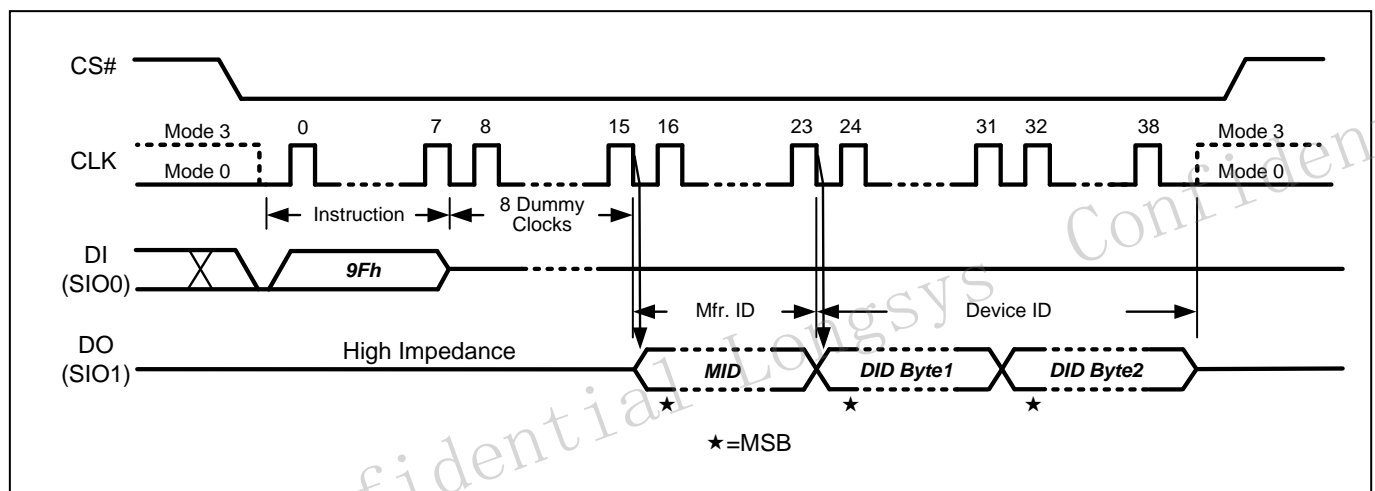 CS#
Mode 3 0 7 8 15 16 23 24 31 32 38 Mode 3
CLK
Mode 0 Mode 0
Instruction 8 Dummy
Clocks
DI
(SIO0)
9Fh
Mfr. ID Device ID
DO
(SIO1)
High Impedance
MID DID Byte1 DID Byte2
★ ★ ★
★=MSB
Longsys Confiden
fidential